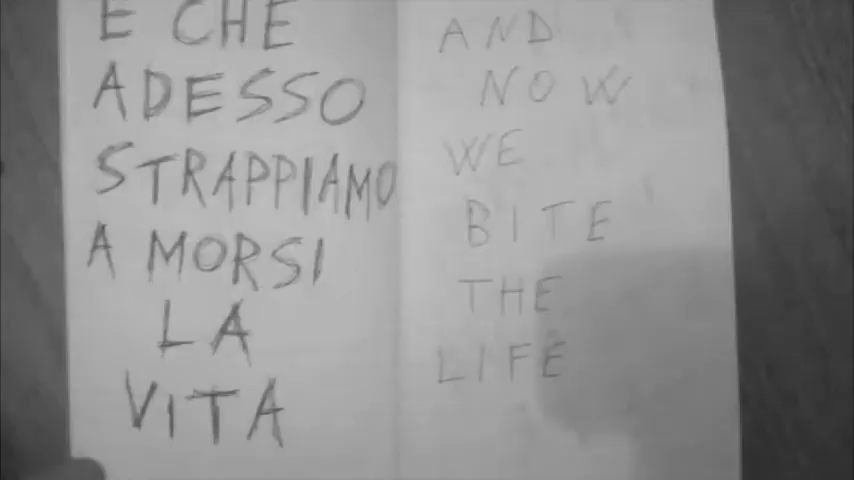 E CHE
ADESSO
STRAPPIAMO
A MORSI
LA
VITA
AND
NOW
WE
BITE
THE
LIFE